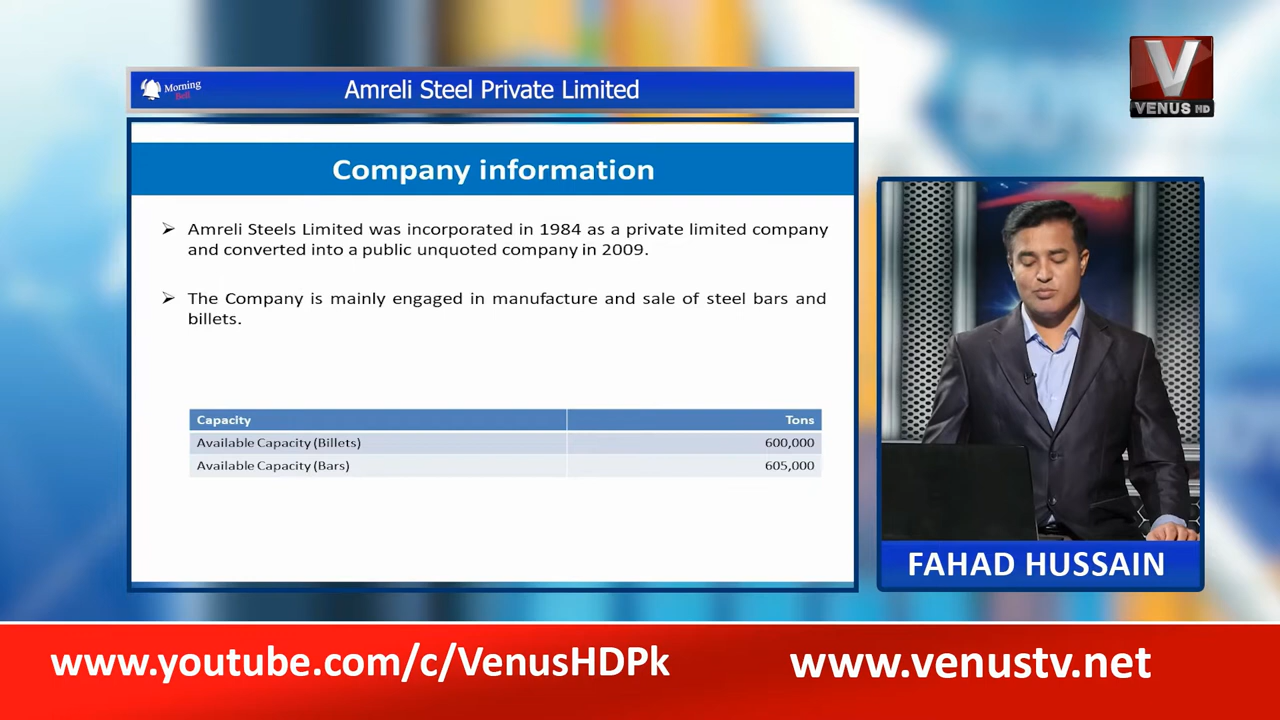 Morning
Bell
Amreli Steel Private Limited
V
VENUS HD
Company information
Amreli Steels Limited was incorporated in 1984 as a private limited company
and converted into a public unquoted company in 2009.
The Company is mainly engaged in manufacture and sale of steel bars and
billets.
Capacity Tons
Available Capacity (Billets) 600,000
Available Capacity (Bars) 605,000
FAHAD HUSSAIN
www.youtube.com/c/VenusHDPk www.venustv.net